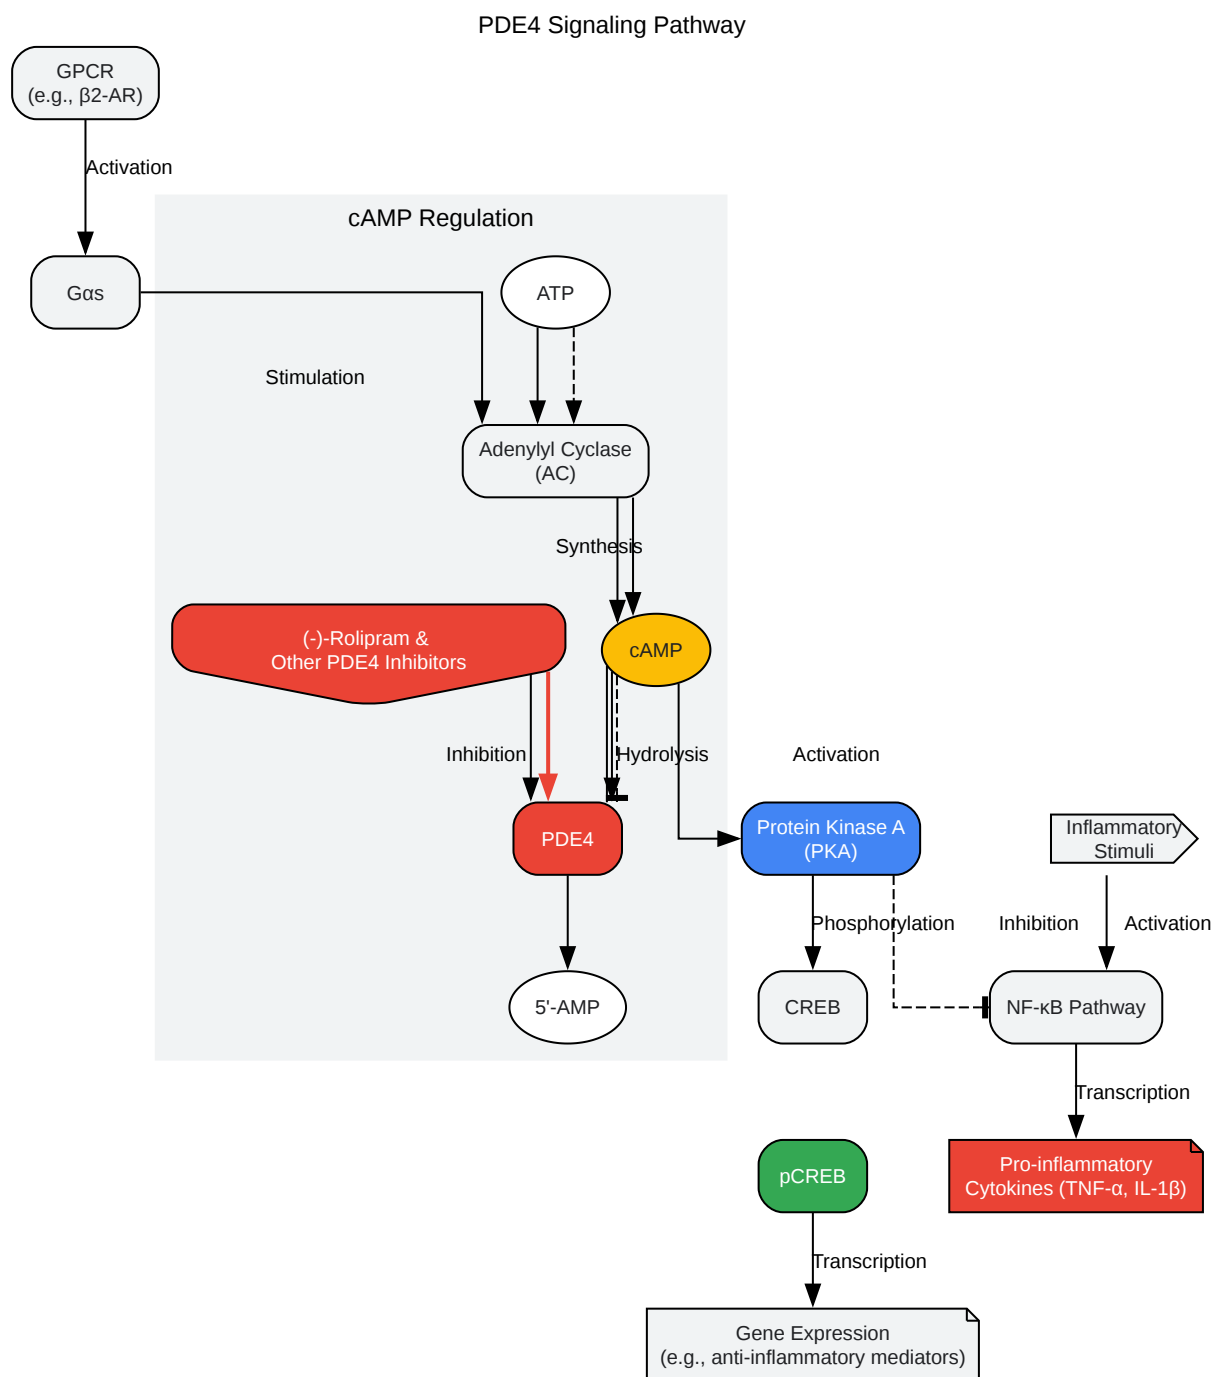 PDE4 Signaling Pathway
GPCR
(e.g., β2-AR)
Activation
cAMP Regulation
Gαs
ATP
Stimulation
Adenylyl Cyclase
(AC)
Synthesis
(-)-Rolipram &
Other PDE4 Inhibitors
cAMP
Inhibition
Hydrolysis
Activation
PDE4
Protein Kinase A
(PKA)
Inflammatory
Stimuli
Phosphorylation
Inhibition
Activation
5'-AMP
CREB
NF-κB Pathway
Transcription
pCREB
Pro-inflammatory
Cytokines (TNF-α, IL-1β)
Transcription
Gene Expression
(e.g., anti-inflammatory mediators)